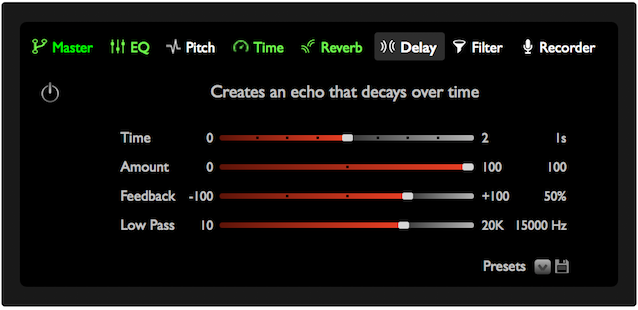 Master EQ Pitch Time Reverb Delay Filter Recorder
Creates an echo that decays over time
Time 0 2 1s
Amount 0 100 100
Feedback -100 +100 50%
Low Pass 10 20K 15000 Hz
Presets